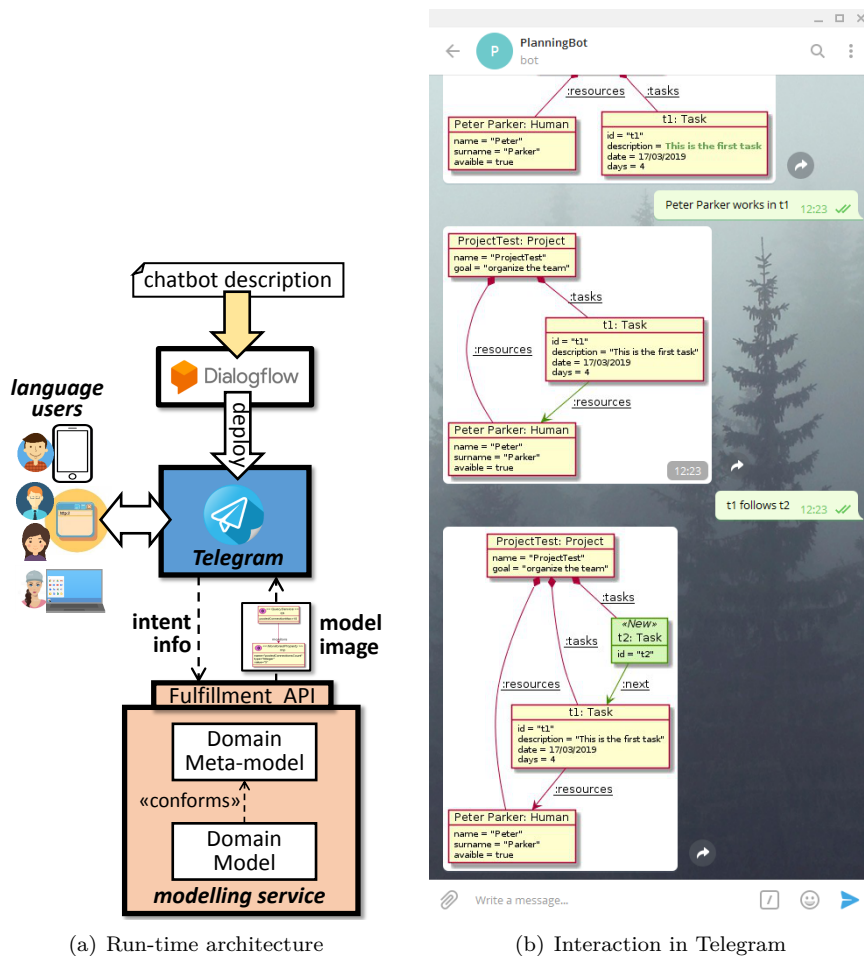 chatbot description
Dialogflow
deploy
language
users
http://
Telegram
intent
info
model
image
Fulfillment API
Domain
Meta-model
«conforms»
Domain
Model
modelling service
(a) Run-time architecture
P
PlanningBot
bot
:resources
:tasks
Peter Parker: Human
name = "Peter"
surname = "Parker"
avaible = true
t1: Task
id = "t1"
description = This is the first task
date = 17/03/2019
days = 4
Peter Parker works in t1 12:23
ProjectTest: Project
name = "ProjectTest"
goal = "organize the team"
:tasks
t1: Task
id = "t1"
description = "This is the first task"
date = 17/03/2019
days = 4
:resources
:resources
Peter Parker: Human
name = "Peter"
surname = "Parker"
avaible = true
12:23
t1 follows t2 12:23
ProjectTest: Project
name = "ProjectTest"
goal = "organize the team"
:tasks
«New»
t2: Task
id = "t2"
:tasks
:resources
:next
t1: Task
id = "t1"
description = "This is the first task"
date = 17/03/2019
days = 4
:resources
Peter Parker: Human
name = "Peter"
surname = "Parker"
avaible = true
Write a message...
(b) Interaction in Telegram